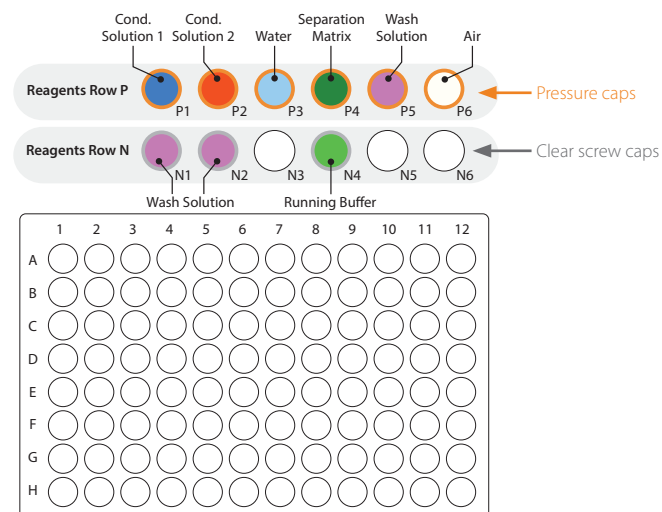 Cond.
Solution 1
Cond.
Solution 2
Water
Separation
Matrix
Wash
Solution
Air
Reagents Row P
P1 P2 P3 P4 P5 P6
Pressure caps
Reagents Row N
N1 N2 N3 N4 N5 N6
Clear screw caps
Wash Solution
Running Buffer
1 2 3 4 5 6 7 8 9 10 11 12
A
B
C
D
E
F
G
H